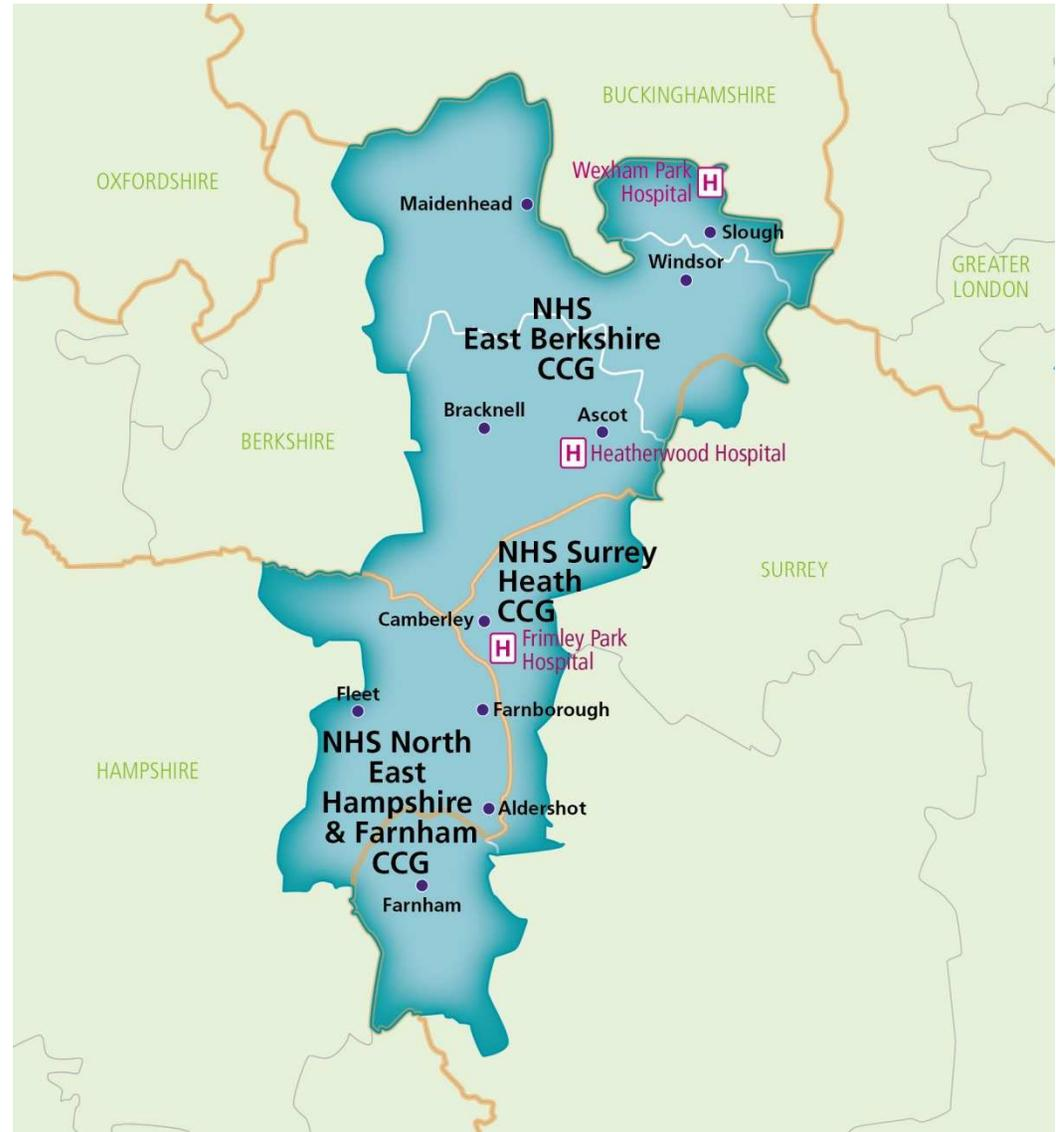 BUCKINGHAMSHIRE
OXFORDSHIRE
Wexham Park
Hospital
H
Maidenhead
Slough
Windsor
GREATER
LONDON
NHS
East Berkshire
CCG
Bracknell
Ascot
BERKSHIRE
H
Heatherwood Hospital
NHS Surrey
Heath
CCG
SURREY
Camberley
H
Frimley Park
Hospital
Fleet
Farnborough
NHS North
East
Hampshire
& Farnham
CCG
HAMPSHIRE
Aldershot
Farnham